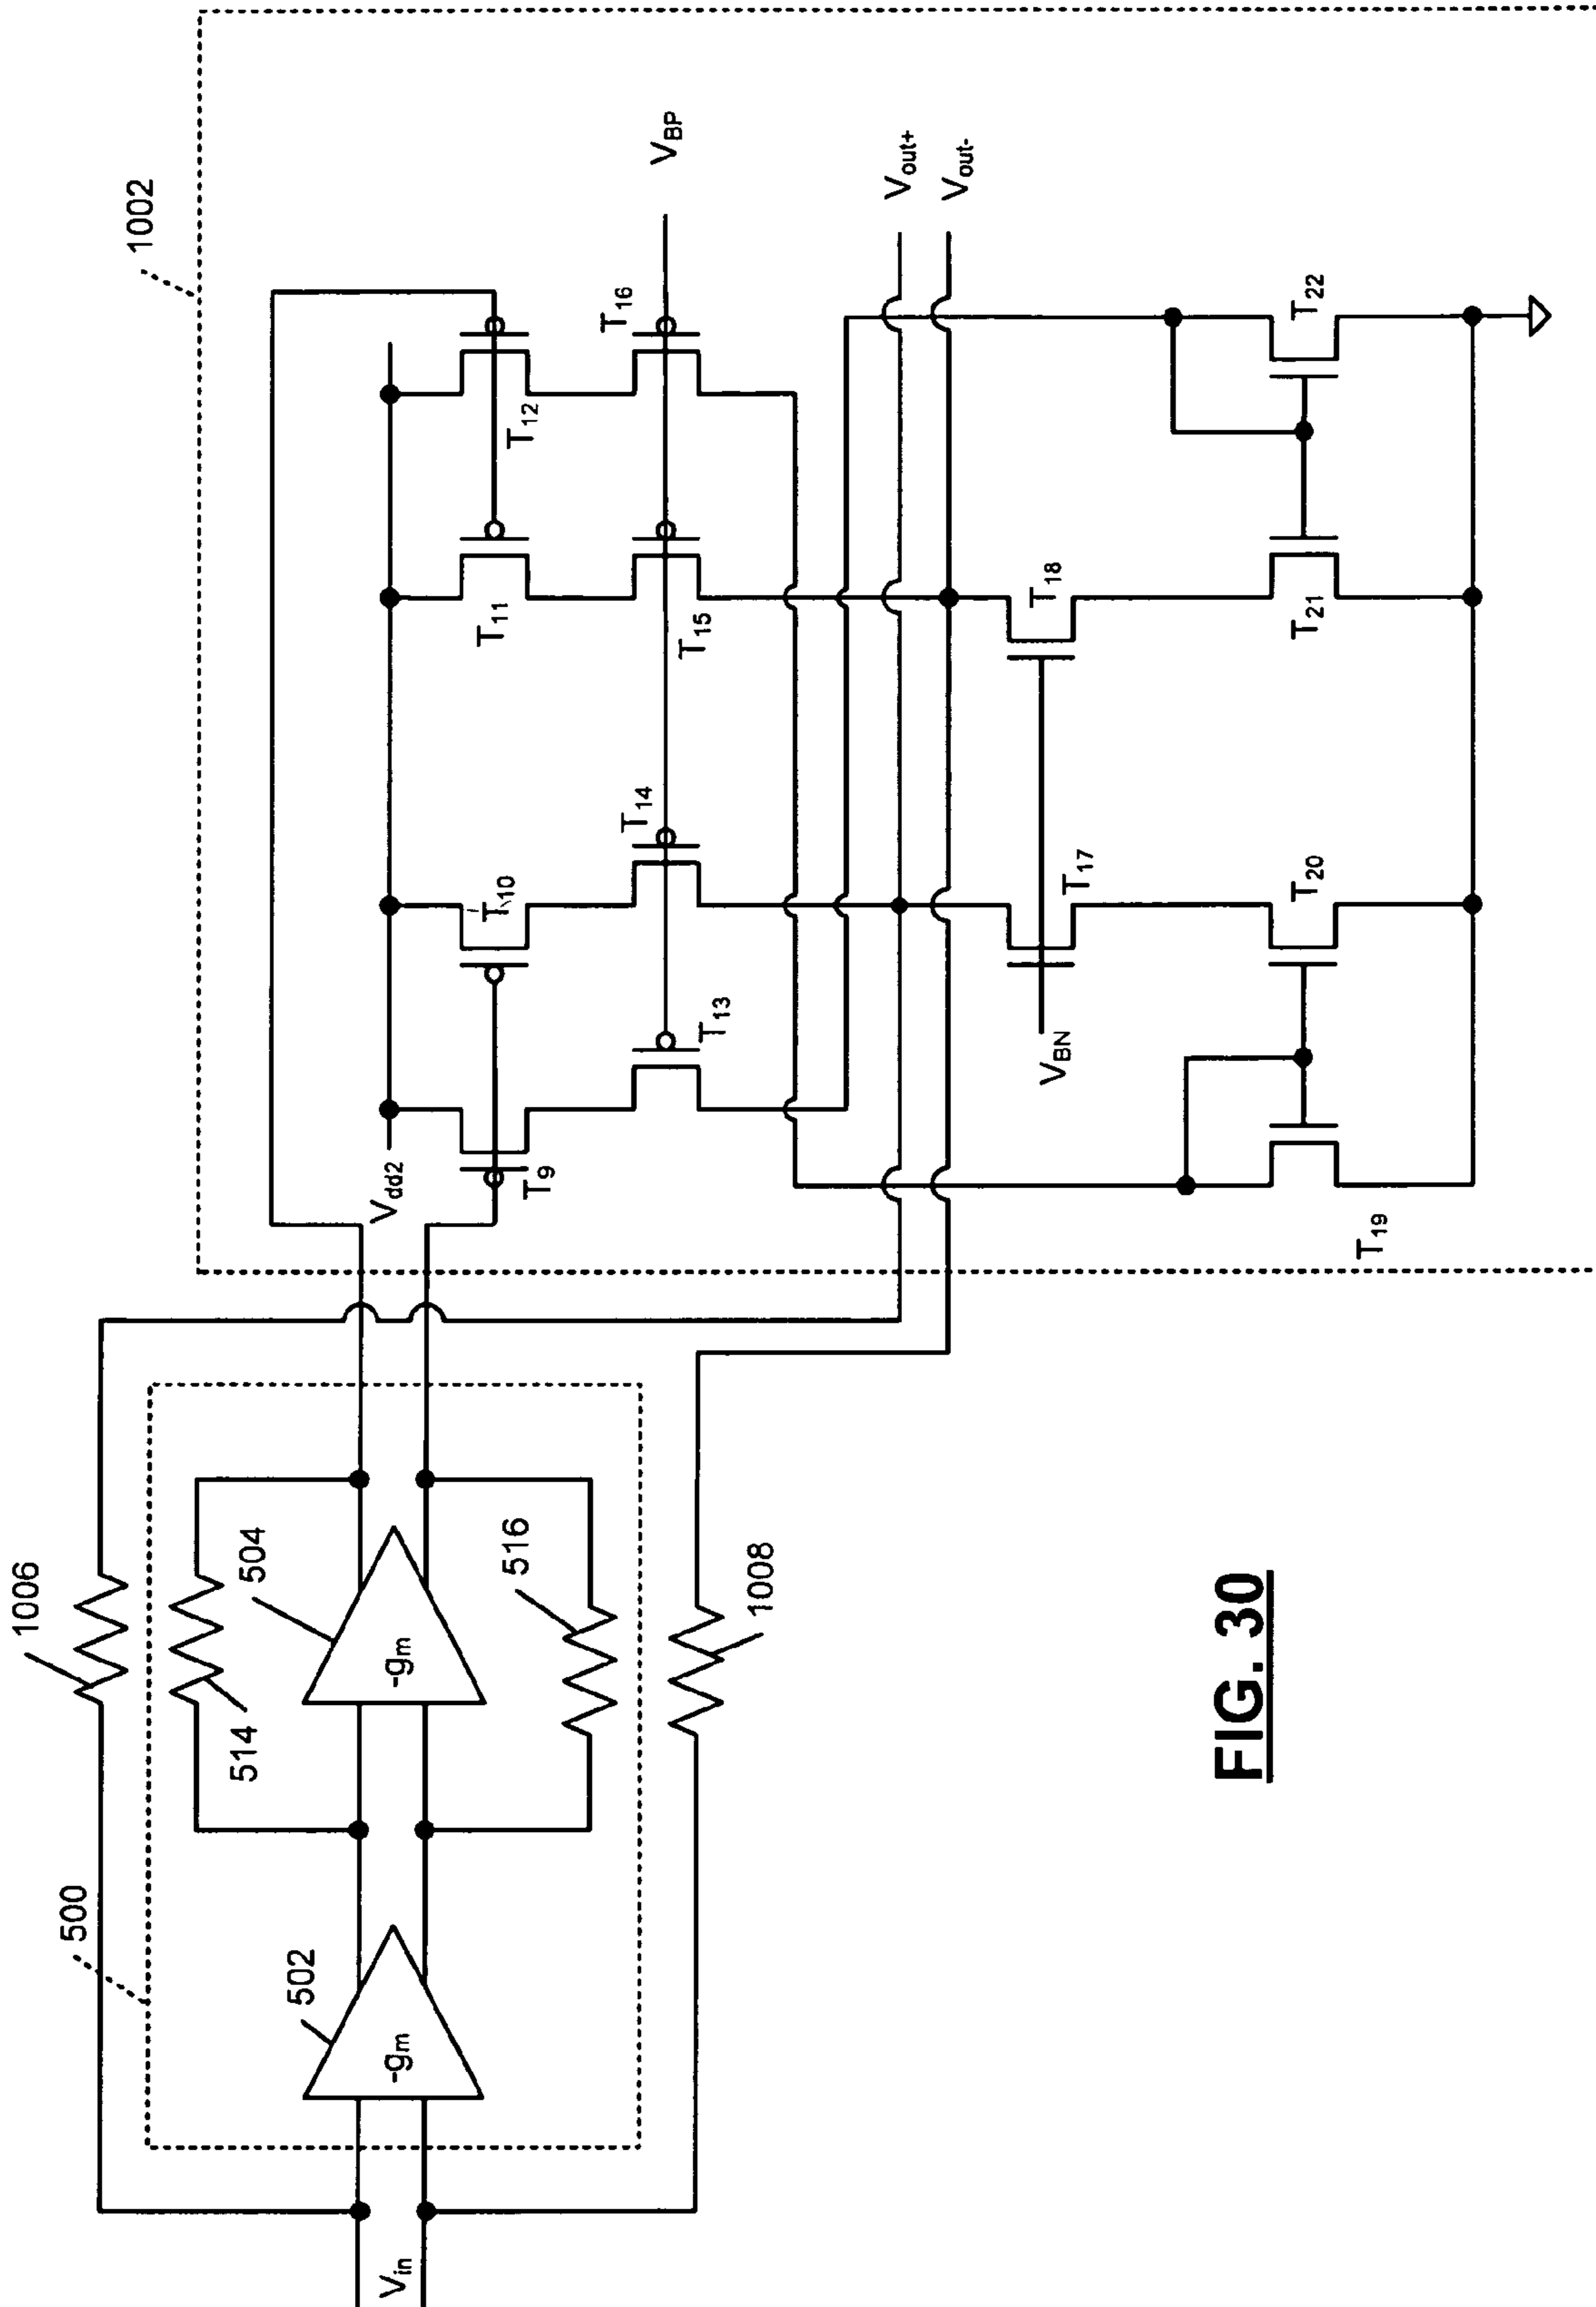 1002
1006
500
502
514
504
516
1008
-gm
-gm
Vin
Vdd2
T9
T10
T11
T12
T13
T14
T15
T16
VBP
Vout+
Vout-
VBN
T17
T18
T19
T20
T21
T22
FIG. 30